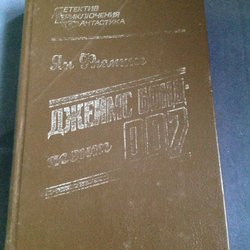 ДЕТЕКТИВ
ПРИКЛЮЧЕНИЯ
ФАНТАСТИКА
Ян Флеминг
ДЖЕЙМС БОНД-
агент 007